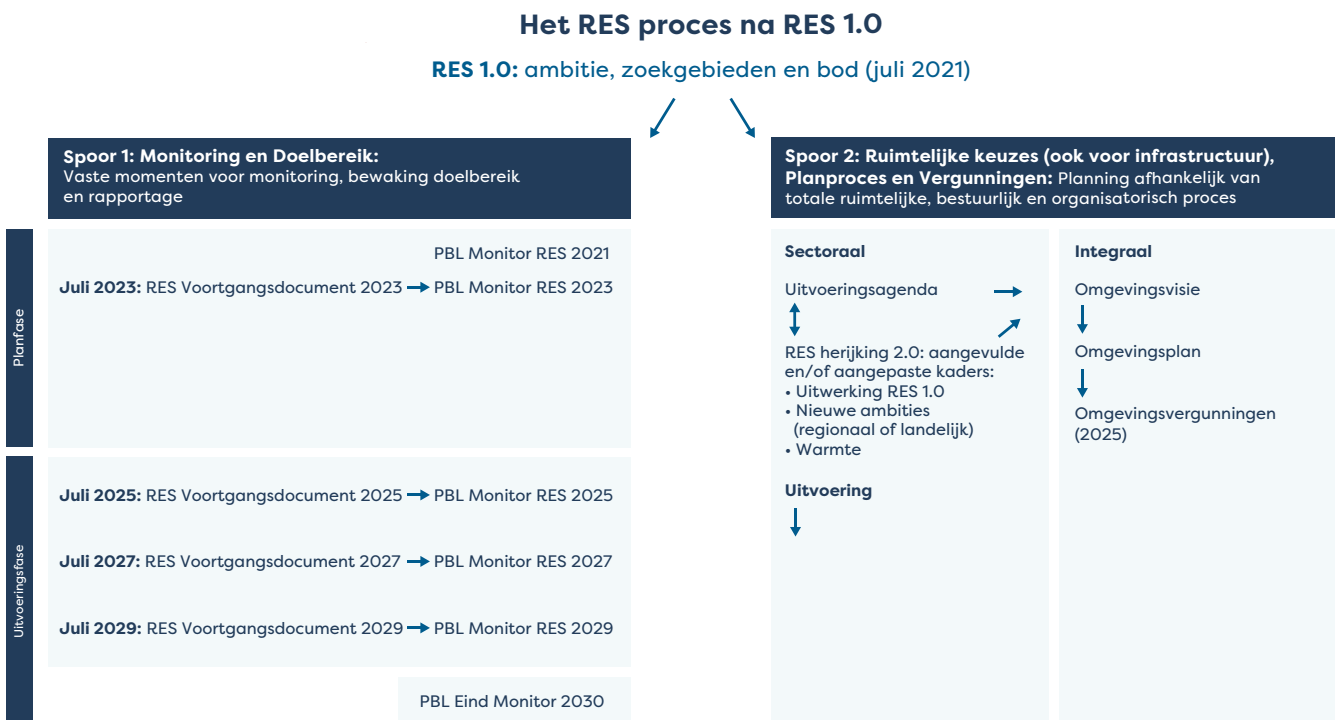 Het RES proces na RES 1.0
RES 1.0: ambitie, zoekgebieden en bod (juli 2021)
Spoor 1: Monitoring en Doelbereik:
Vaste momenten voor monitoring, bewaking doelbereik
en rapportage
Planfase
PBL Monitor RES 2021
Juli 2023: RES Voortgangsdocument 2023 → PBL Monitor RES 2023
Uitvoeringsfase
Juli 2025: RES Voortgangsdocument 2025 → PBL Monitor RES 2025
Juli 2027: RES Voortgangsdocument 2027 → PBL Monitor RES 2027
Juli 2029: RES Voortgangsdocument 2029 → PBL Monitor RES 2029
PBL Eind Monitor 2030
Spoor 2: Ruimtelijke keuzes (ook voor infrastructuur),
Planproces en Vergunningen: Planning afhankelijk van
totale ruimtelijke, bestuurlijk en organisatorisch proces
Sectoraal
Uitvoeringsagenda
RES herijking 2.0: aangevulde
en/of aangepaste kaders:
• Uitwerking RES 1.0
• Nieuwe ambities
(regionaal of landelijk)
• Warmte
Uitvoering
Integraal
Omgevingsvisie
Omgevingsplan
Omgevingsvergunningen
(2025)